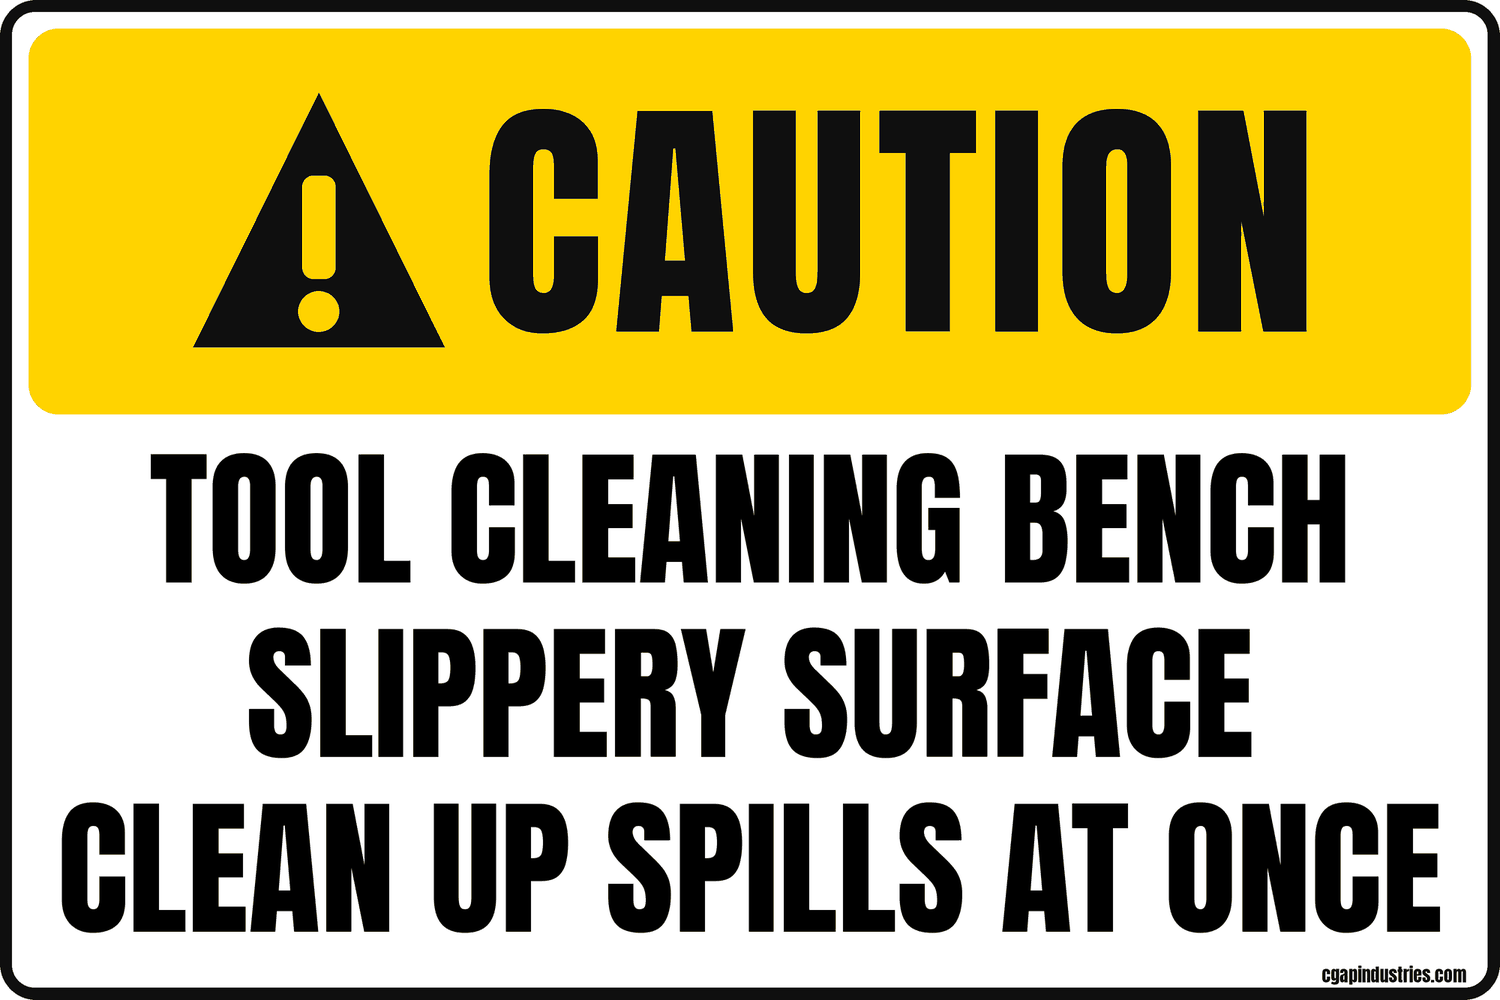 CAUTION
TOOL CLEANING BENCH
SLIPPERY SURFACE
CLEAN UP SPILLS AT ONCE
cgapindustries.com